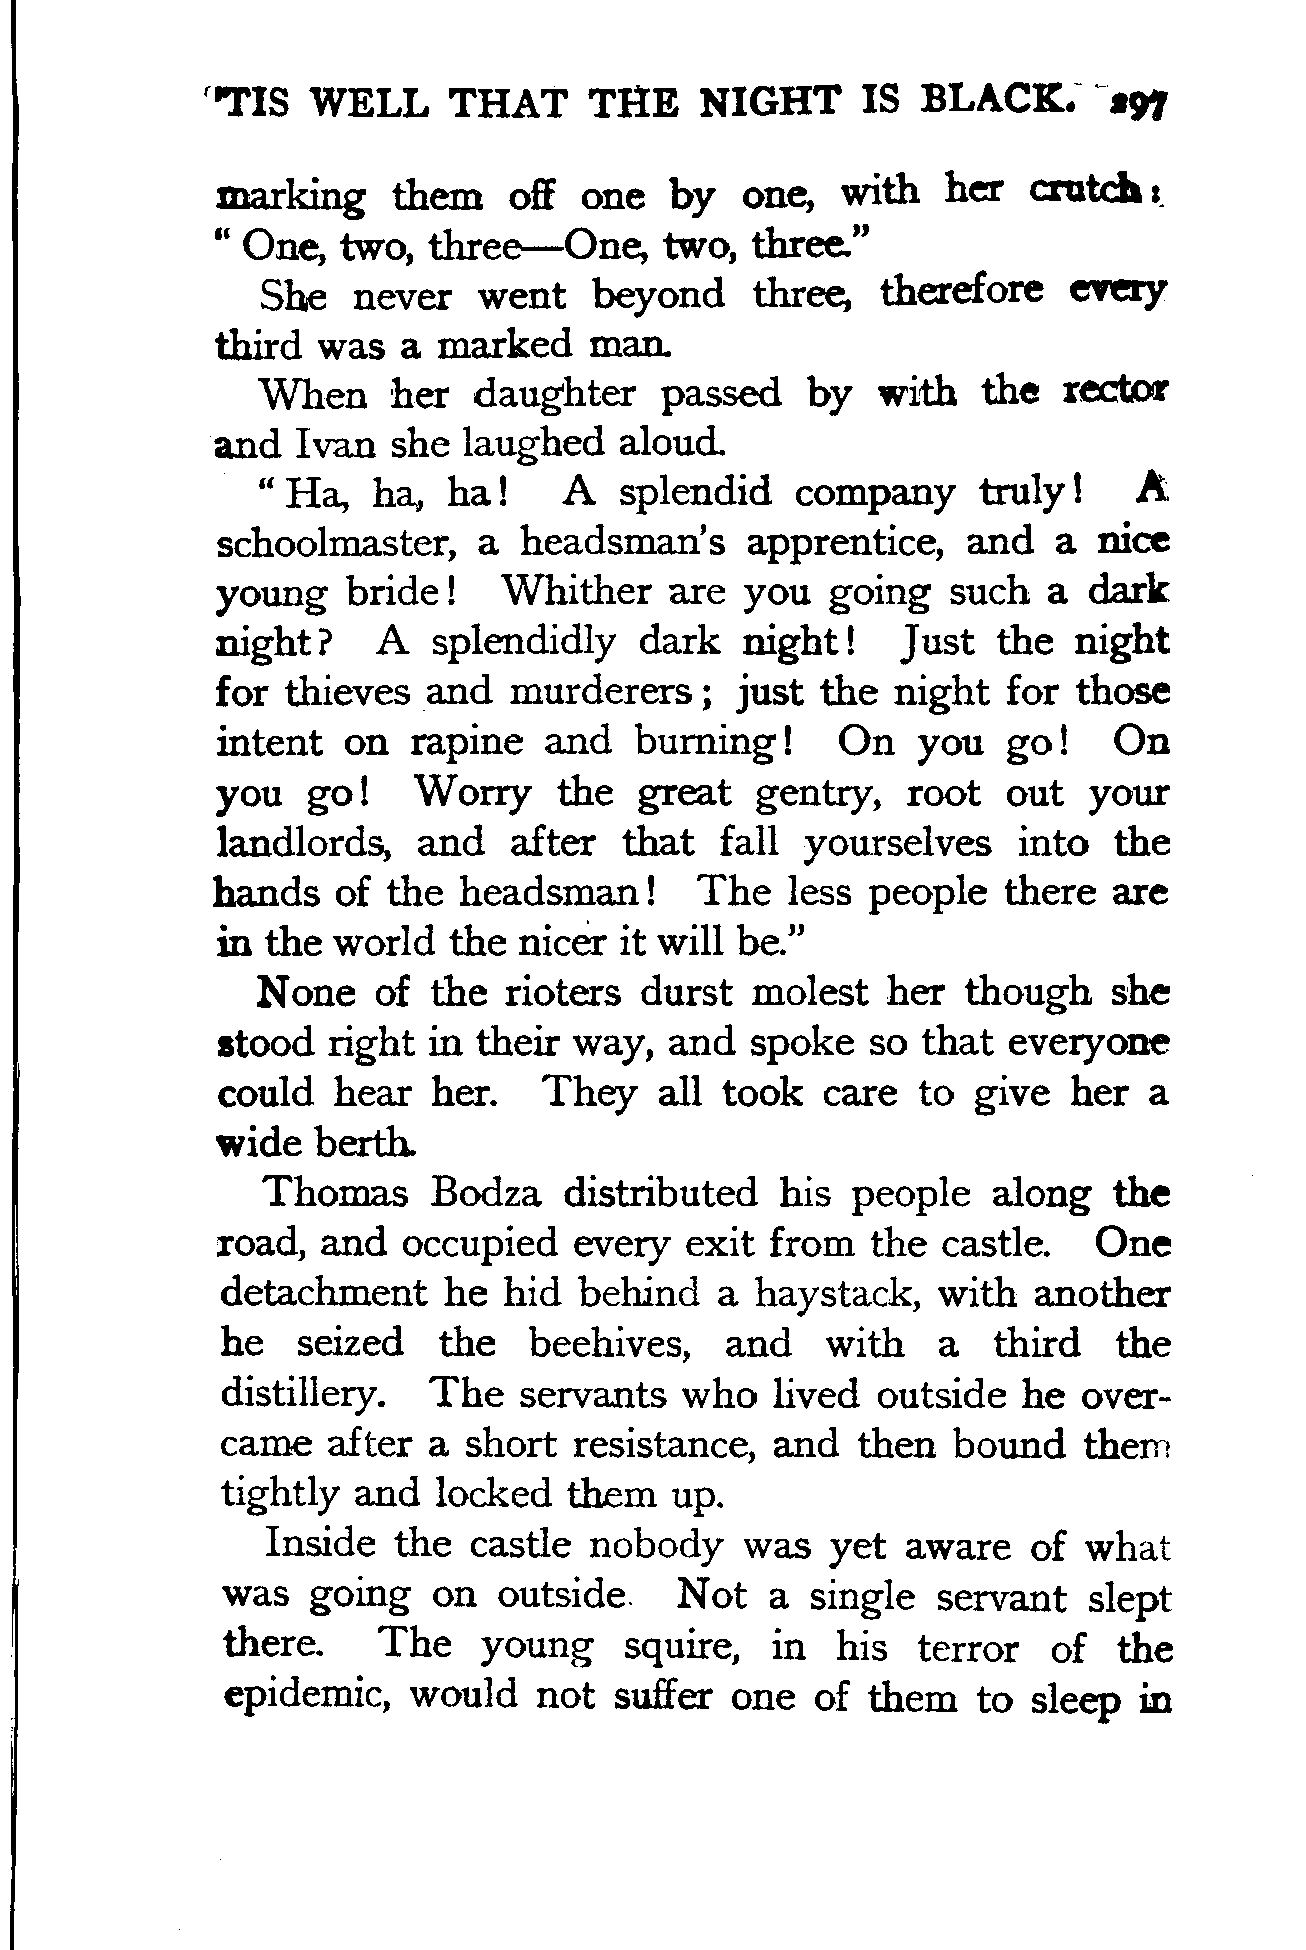 'TIS WELL THAT THE NIGHT IS BLACK. 297
marking them off one by one, with her crutch:
“ One, two, three—One, two, three.”
She never went beyond three, therefore every
third was a marked man.
When her daughter passed by with the rector
and Ivan she laughed aloud.
“ Ha, ha, ha! A splendid company truly! A
schoolmaster, a headsman's apprentice, and a nice
young bride! Whither are you going such a dark
night? A splendidly dark night! Just the night
for thieves and murderers; just the night for those
intent on rapine and burning! On you go! On
you go! Worry the great gentry, root out your
landlords, and after that fall yourselves into the
hands of the headsman! The less people there are
in the world the nicer it will be.”
None of the rioters durst molest her though she
stood right in their way, and spoke so that everyone
could hear her. They all took care to give her a
wide berth.
Thomas Bodza distributed his people along the
road, and occupied every exit from the castle. One
detachment he hid behind a haystack, with another
he seized the beehives, and with a third the
distillery. The servants who lived outside he over-
came after a short resistance, and then bound them
tightly and locked them up.
Inside the castle nobody was yet aware of what
was going on outside. Not a single servant slept
there. The young squire, in his terror of the
epidemic, would not suffer one of them to sleep in